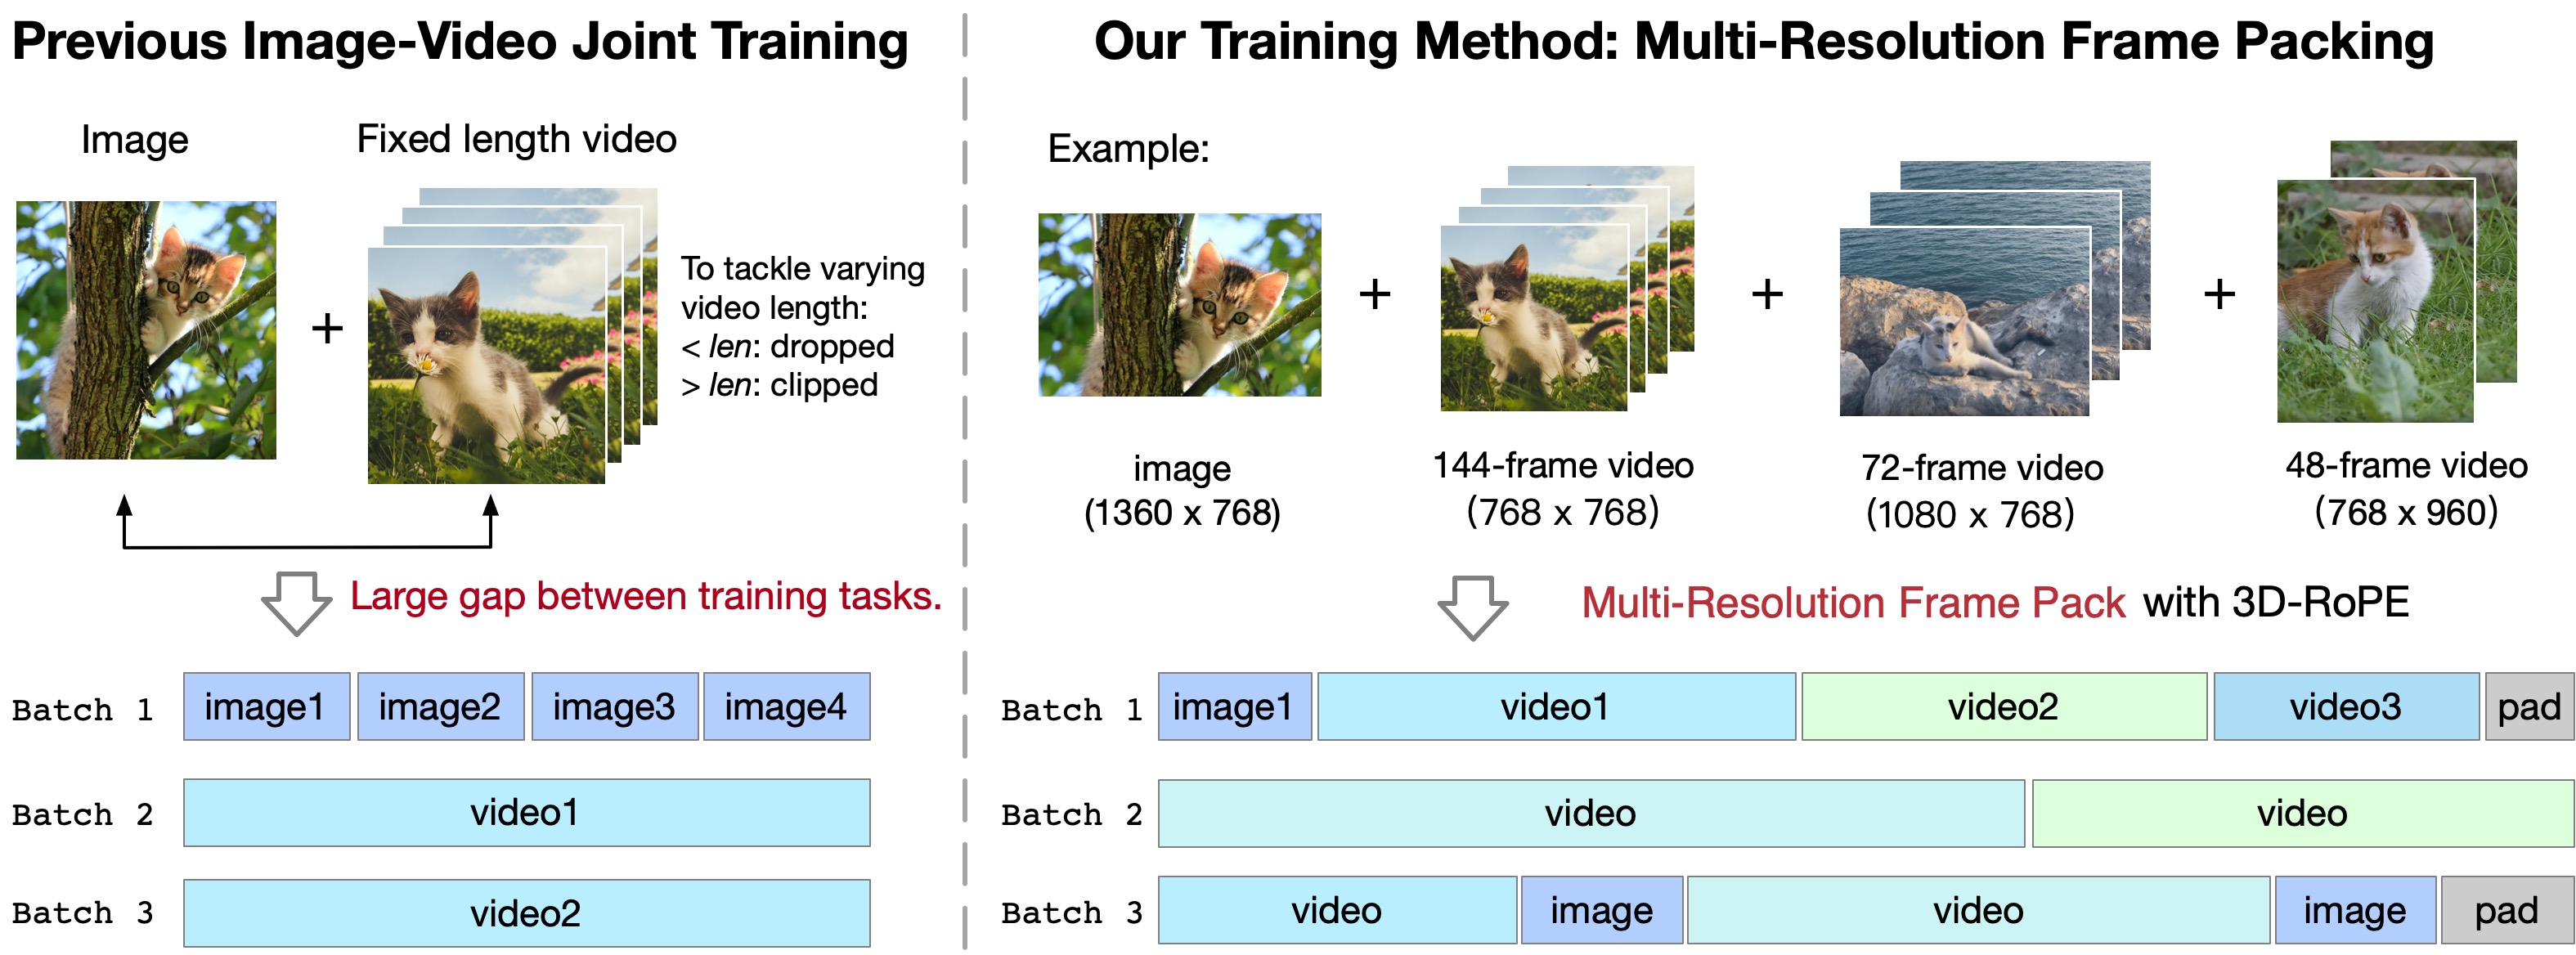 Previous Image-Video Joint Training
Image
Fixed length video
+
To tackle varying
video length:
< len: dropped
> len: clipped
Large gap between training tasks.
Batch 1
image1
image2
image3
image4
Batch 2
video1
Batch 3
video2
Our Training Method: Multi-Resolution Frame Packing
Example:
+
+
+
image
(1360 x 768)
144-frame video
(768 x 768)
72-frame video
(1080 x 768)
48-frame video
(768 x 960)
Multi-Resolution Frame Pack with 3D-RoPE
Batch 1
image1
video1
video2
video3
pad
Batch 2
video
video
Batch 3
video
image
video
image
pad